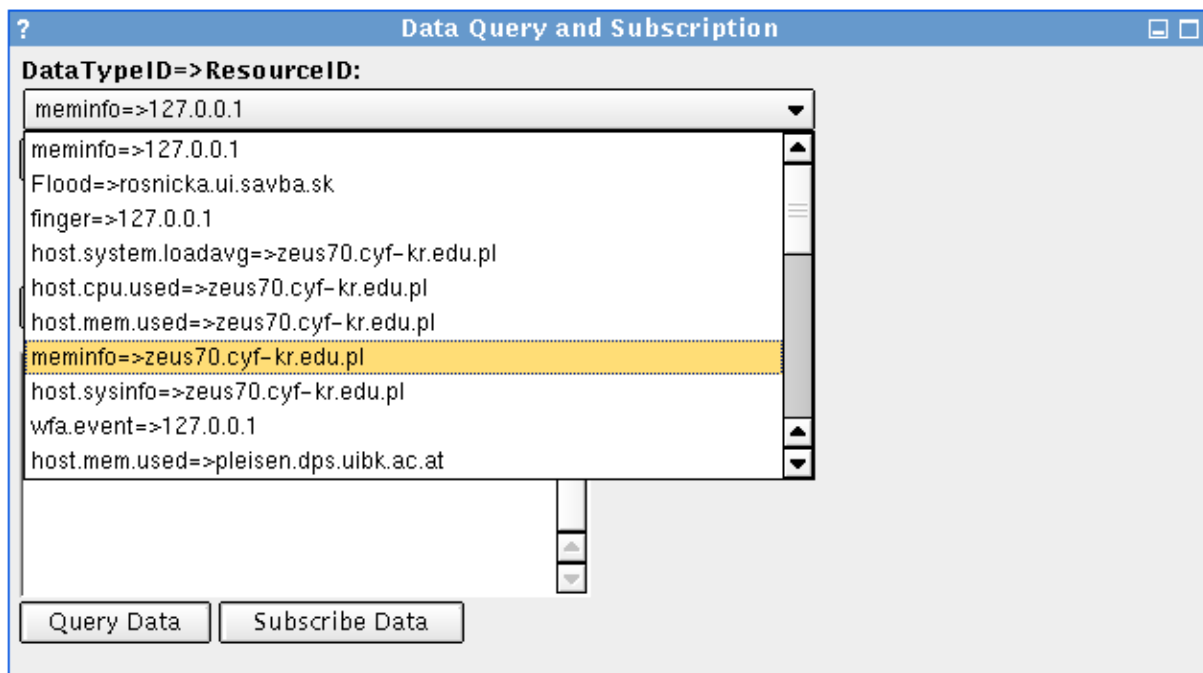 ? Data Query and Subscription
DataTypeID=>ResourceID:
meminfo=>127.0.0.1
meminfo=>127.0.0.1
Flood=>rosnicka.ui.savba.sk
finger=>127.0.0.1
host.system.loadavg=>zeus70.cyf-kr.edu.pl
host.cpu.used=>zeus70.cyf-kr.edu.pl
host.mem.used=>zeus70.cyf-kr.edu.pl
meminfo=>zeus70.cyf-kr.edu.pl
host.sysinfo=>zeus70.cyf-kr.edu.pl
wfa.event=>127.0.0.1
host.mem.used=>pleisen.dps.uibk.ac.at
Query Data Subscribe Data